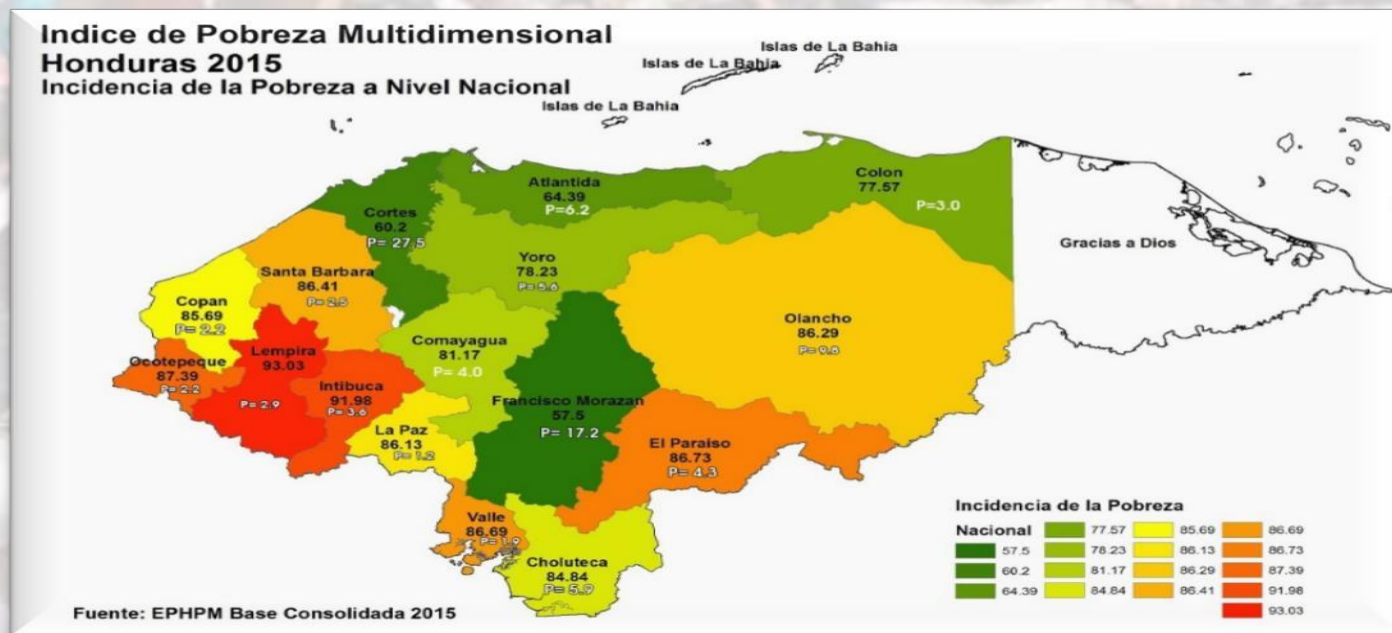 Indice de Pobreza Multidimensional
Honduras 2015
Incidencia de la Pobreza a Nivel Nacional
Islas de La Bahia
Islas de La Bahia
Islas de La Bahia
Colon
77.57
P=3.0
Atlantida
64.39
P=6.2
Cortes
60.2
P= 27.5
Gracias a Dios
Yoro
78.23
P=5.6
Santa Barbara
86.41
P= 2.5
Copan
85.69
P= 2.2
Olancho
86.29
P= 9.8
Comayagua
81.17
P= 4.0
Lempira
93.03
P= 2.9
Ocotepeque
87.39
P=2.2
Intibuca
91.98
P= 3.6
Francisco Morazan
57.5
P= 17.2
La Paz
86.13
P=1.2
El Paraiso
86.73
P= 4.3
Valle
86.69
P= 1.9
Choluteca
84.84
P= 5.9
Incidencia de la Pobreza
Nacional
57.5
60.2
64.39
77.57
78.23
81.17
84.84
85.69
86.13
86.29
86.41
86.69
86.73
87.39
91.98
93.03
Fuente: EPHPM Base Consolidada 2015